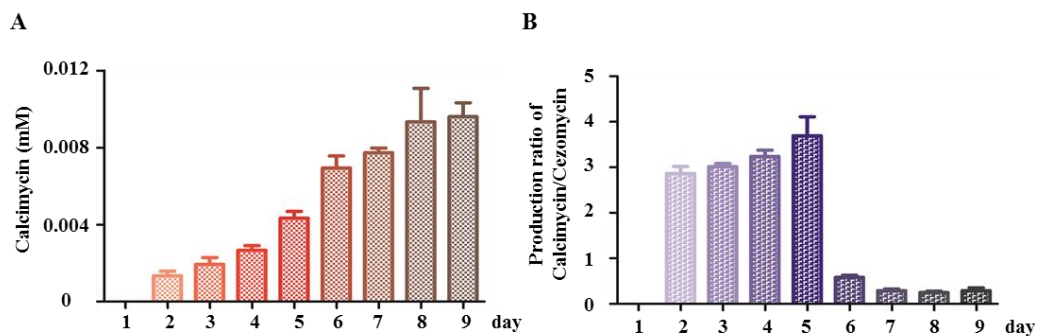 A
Calcimycin (mM)
0.012
0.008
0.004
0
1 2 3 4 5 6 7 8 9 day
B
Production ratio of
Calcimycin/Cezomycin
5
4
3
2
1
0
1 2 3 4 5 6 7 8 9 day